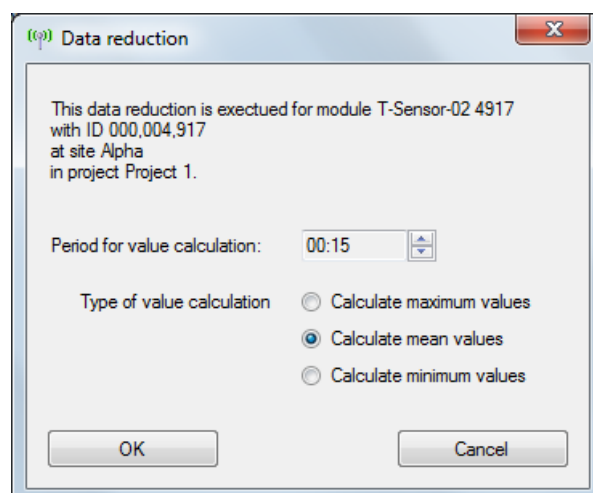 Data reduction
This data reduction is exectued for module T-Sensor-02 4917
with ID 000,004,917
at site Alpha
in project Project 1.
Period for value calculation: 00:15
Type of value calculation
Calculate maximum values
Calculate mean values
Calculate minimum values
OK Cancel